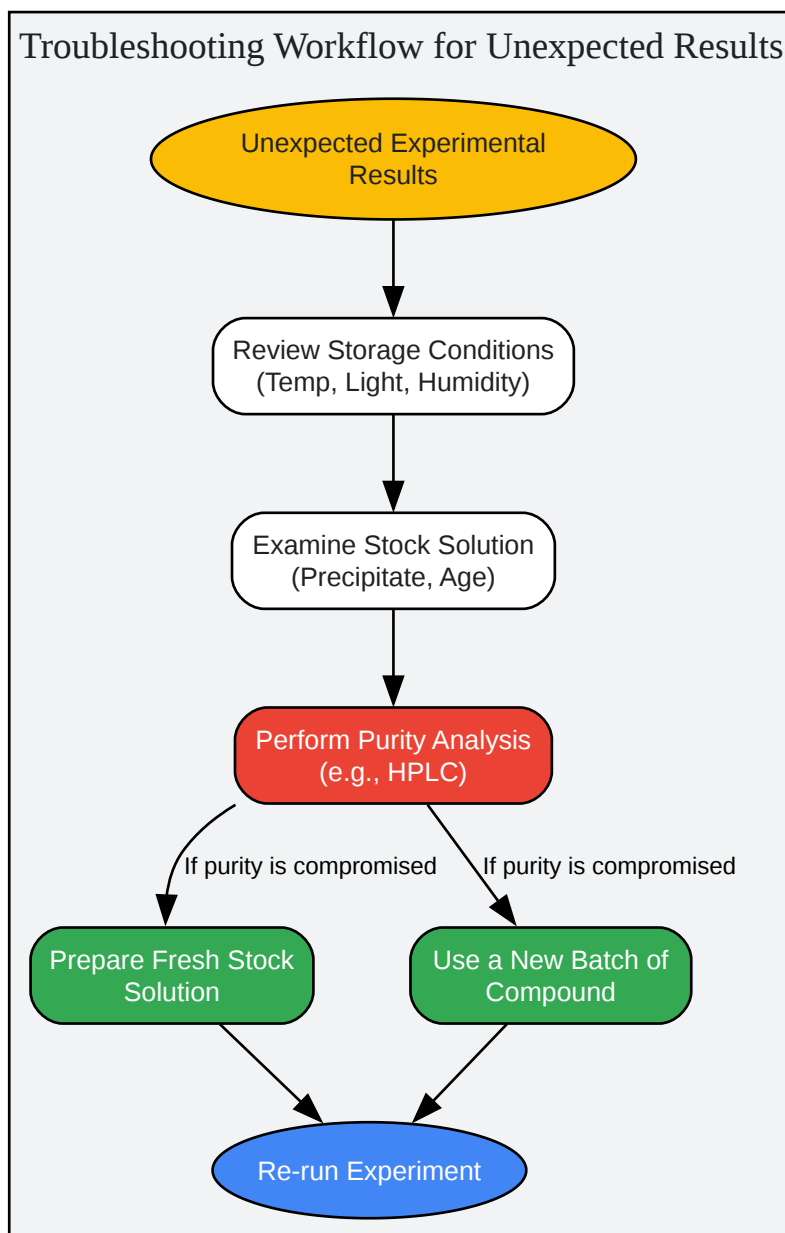 Troubleshooting Workflow for Unexpected Results
Unexpected Experimental
Results
Review Storage Conditions
(Temp, Light, Humidity)
Examine Stock Solution
(Precipitate, Age)
Perform Purity Analysis
(e.g., HPLC)
If purity is compromised
If purity is compromised
Prepare Fresh Stock
Solution
Use a New Batch of
Compound
Re-run Experiment